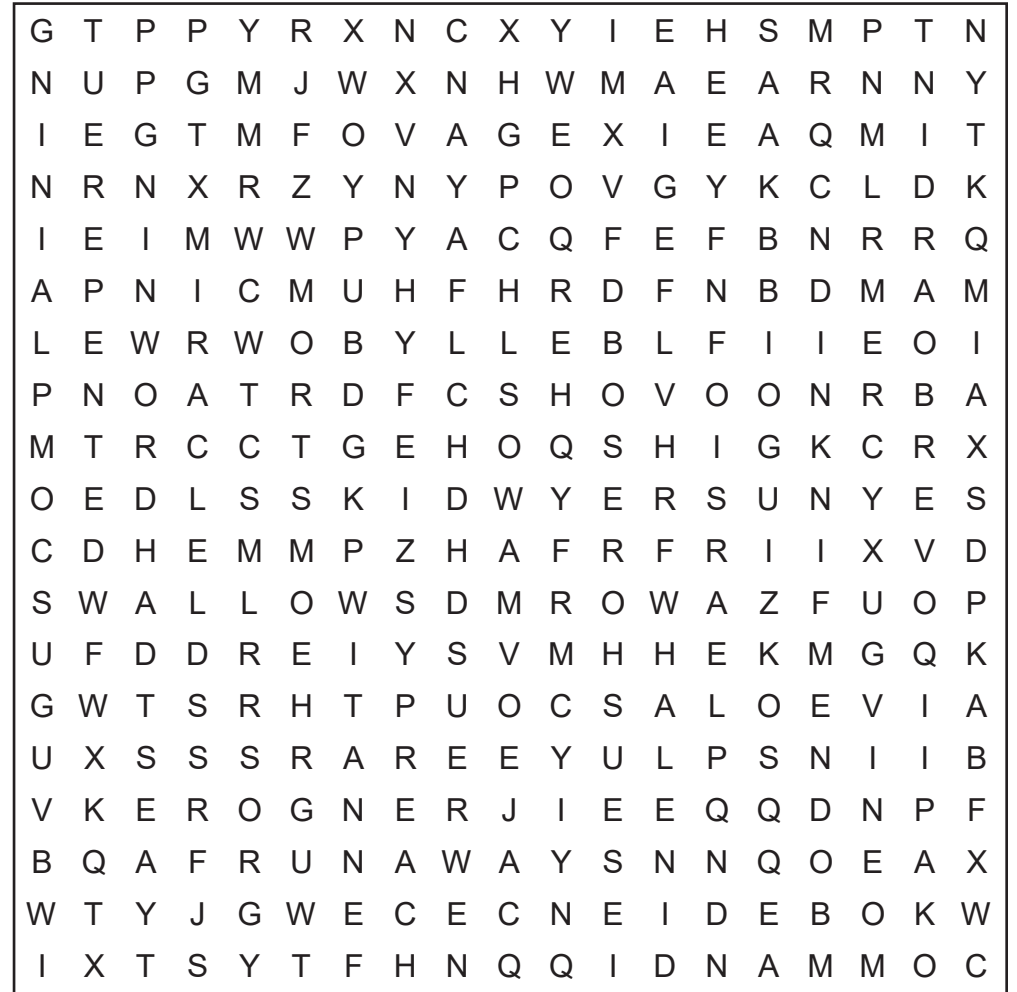 G T P P Y R X N C X Y I E H S M P T N
N U P G M J W X N H W M A E A R N N Y
I E G T M F O V A G E X I E A Q M I T
N R N X R Z Y N Y P O V G Y K C L D K
I E I M W W P Y A C Q F E F B N R R Q
A P N I C M U H F H R D F N B D M A M
L E W R W O B Y L L E B L F I I E O I
P N O A T R D F C S H O V O O N R B A
M T R C C T G E H O Q S H I G K C R X
O E D L S S K I D W Y E R S U N Y E S
C D H E M M P Z H A F R F R I I X V D
S W A L L O W S D M R O W A Z F U O P
U F D D R E I Y S V M H H E K M G Q K
G W T S R H T P U O C S A L O E V I A
U X S S S R A R E E Y U L P S N I I B
V K E R O G N E R J I E E Q Q D N P F
B Q A F R U N A W A Y S N N Q O E A X
W T Y J G W E C E C N E I D E B O K W
I X T S Y T F H N Q Q I D N A M M O C